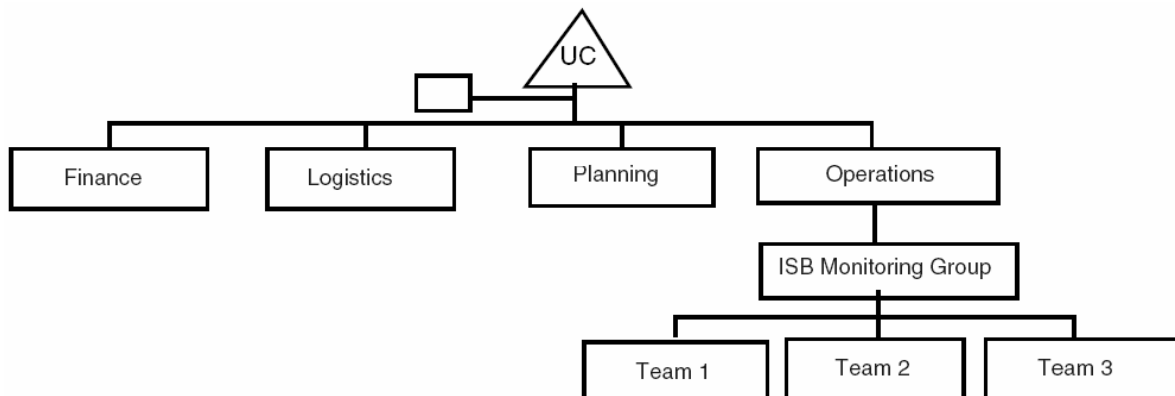 UC
Finance
Logistics
Planning
Operations
ISB Monitoring Group
Team 1
Team 2
Team 3